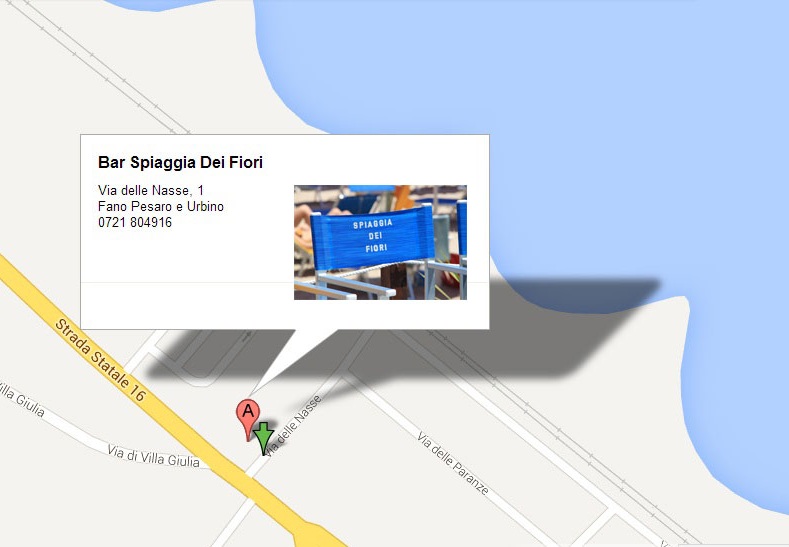 Bar Spiaggia Dei Fiori
Via delle Nasse, 1
Fano Pesaro e Urbino
0721 804916
SPIAGGIA
DEI
FIORI
Strada Statale 16
A
Via delle Nasse
Villa Giulia
Via di Villa Giulia
Via delle Paranze